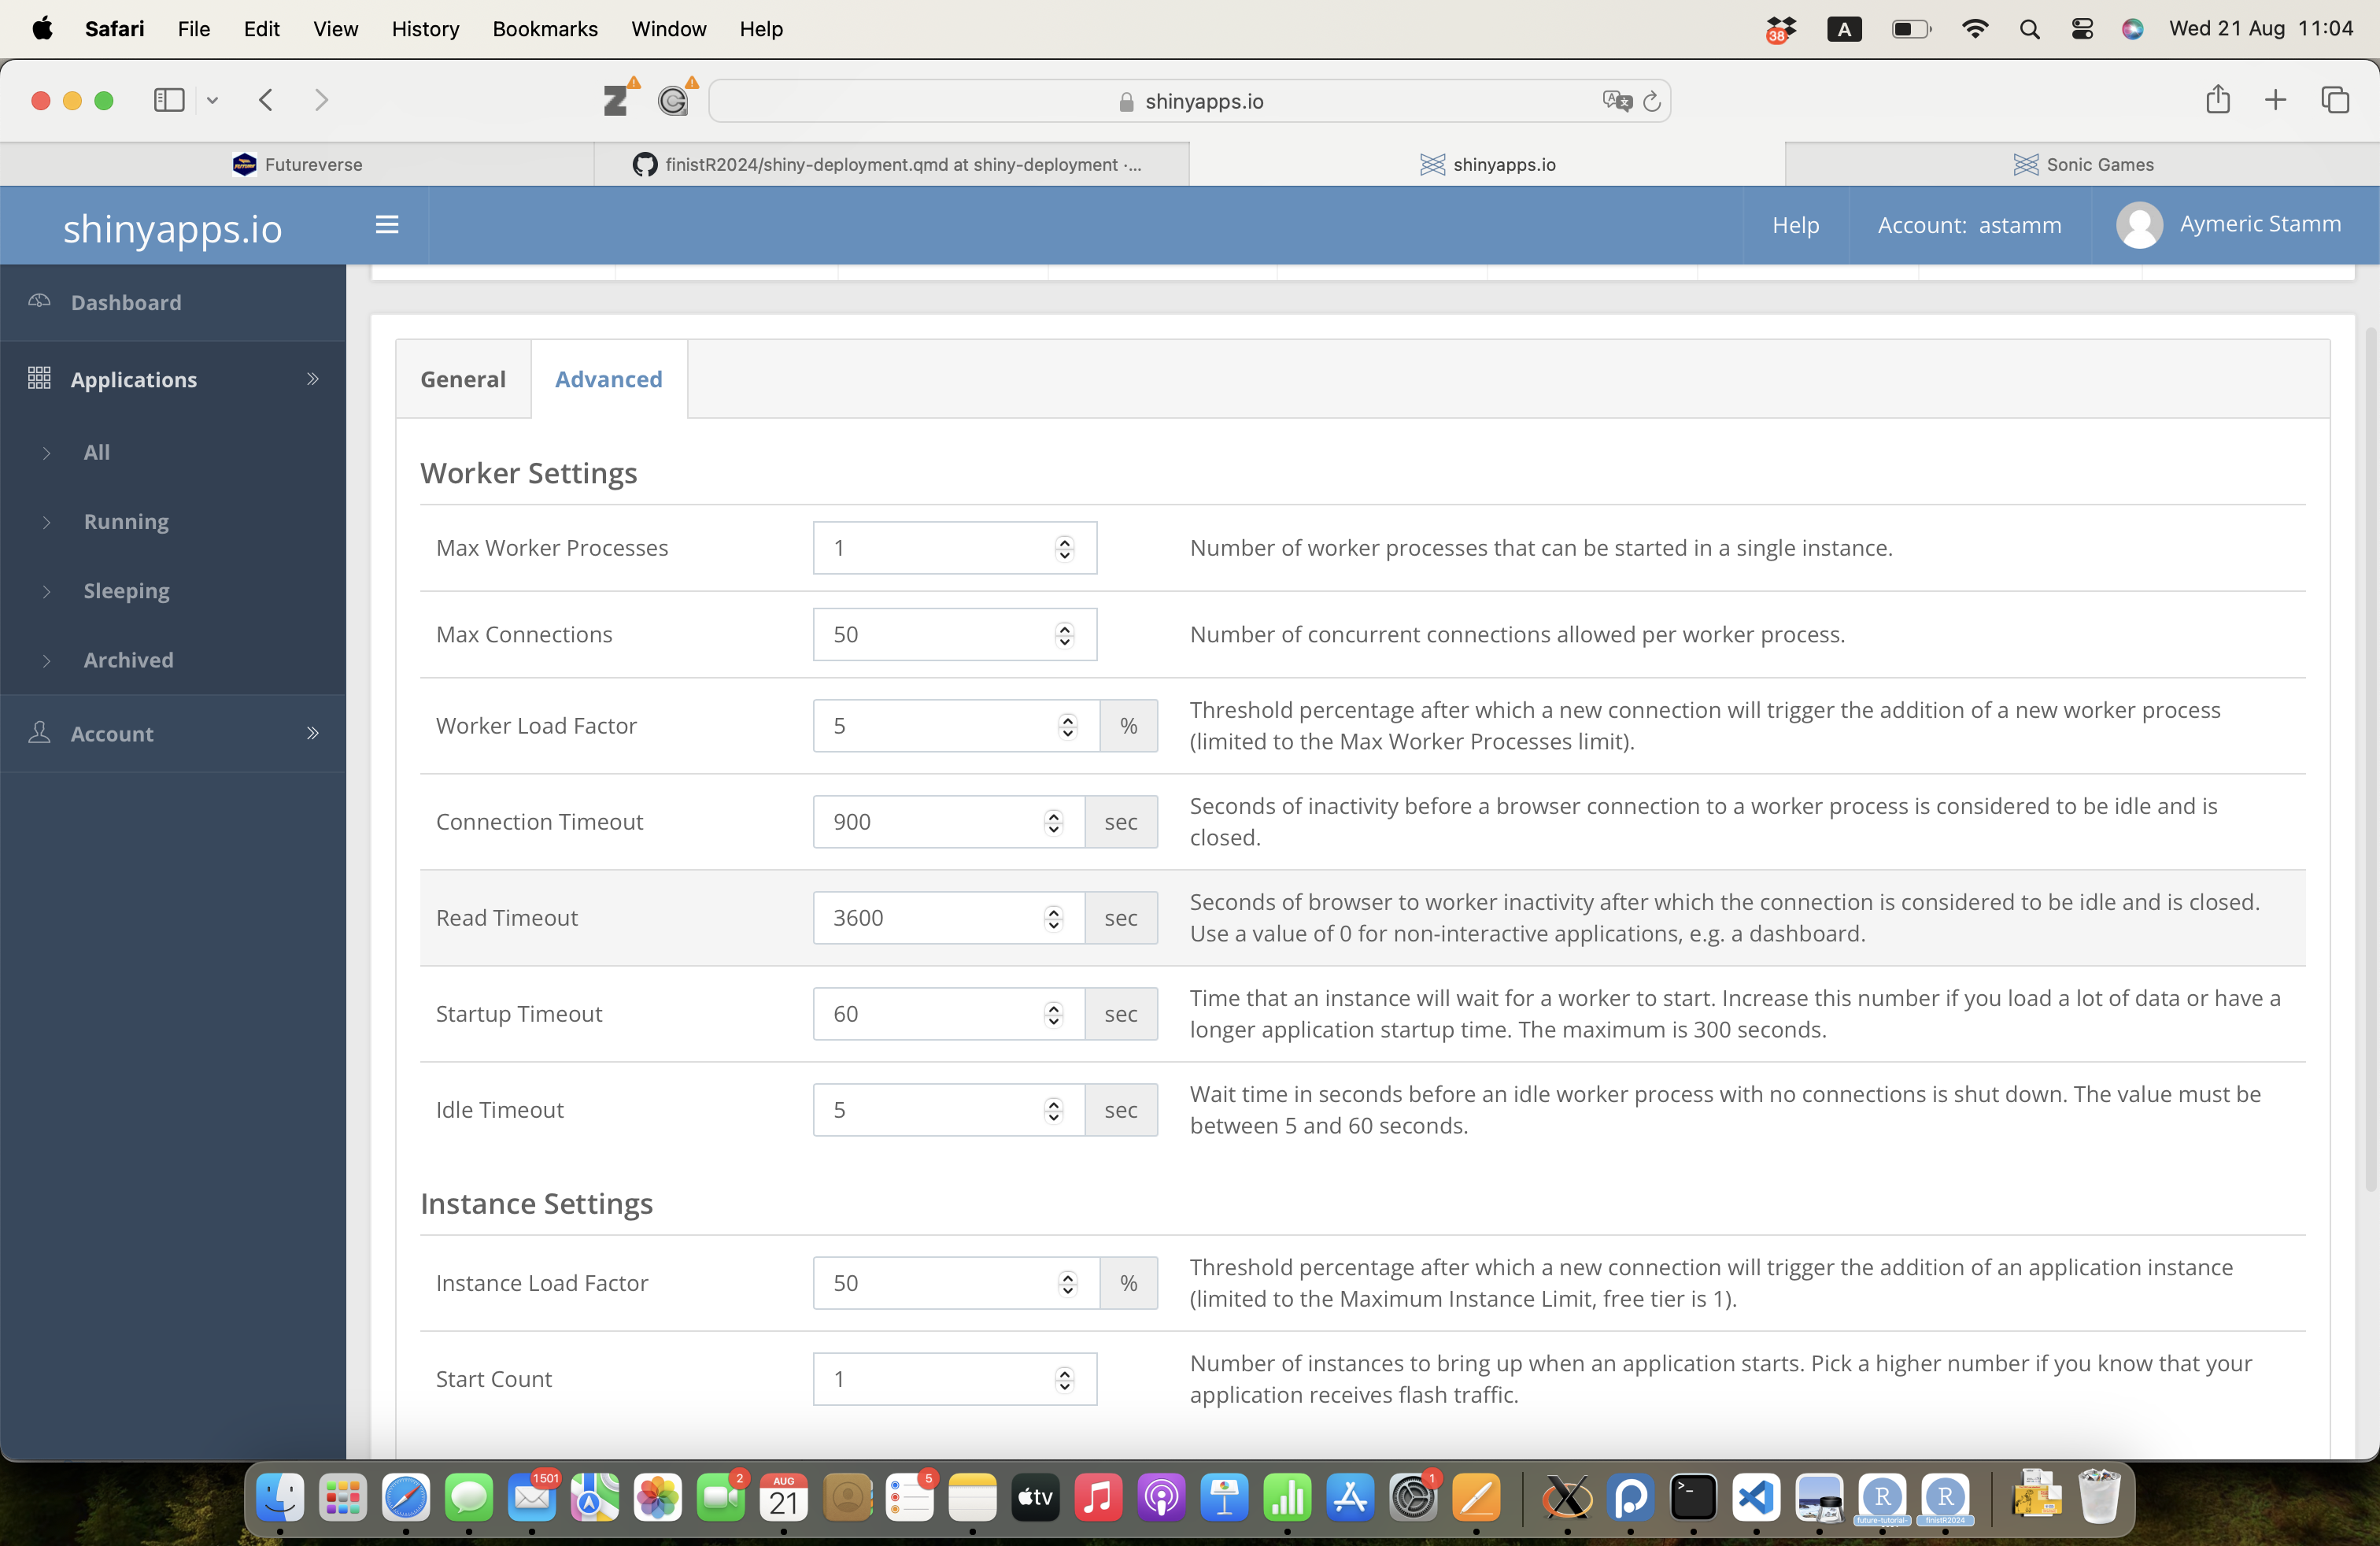 Safari File Edit View History Bookmarks Window Help 38 A Wed 21 Aug 11:04
shinyapps.io
Futureverse
finistR2024/shiny-deployment.qmd at shiny-deployment ·...
shinyapps.io
Sonic Games
shinyapps.io
Help
Account: astamm
Aymeric Stamm
Dashboard
Applications
All
Running
Sleeping
Archived
Account
General
Advanced
Worker Settings
Max Worker Processes
1
Number of worker processes that can be started in a single instance.
Max Connections
50
Number of concurrent connections allowed per worker process.
Worker Load Factor
5
%
Threshold percentage after which a new connection will trigger the addition of a new worker process
(limited to the Max Worker Processes limit).
Connection Timeout
900
sec
Seconds of inactivity before a browser connection to a worker process is considered to be idle and is
closed.
Read Timeout
3600
sec
Seconds of browser to worker inactivity after which the connection is considered to be idle and is closed.
Use a value of 0 for non-interactive applications, e.g. a dashboard.
Startup Timeout
60
sec
Time that an instance will wait for a worker to start. Increase this number if you load a lot of data or have a
longer application startup time. The maximum is 300 seconds.
Idle Timeout
5
sec
Wait time in seconds before an idle worker process with no connections is shut down. The value must be
between 5 and 60 seconds.
Instance Settings
Instance Load Factor
50
%
Threshold percentage after which a new connection will trigger the addition of an application instance
(limited to the Maximum Instance Limit, free tier is 1).
Start Count
1
Number of instances to bring up when an application starts. Pick a higher number if you know that your
application receives flash traffic.
1501
2
AUG
21
5
tv
1
R
future-tutorial-
R
finistR2024